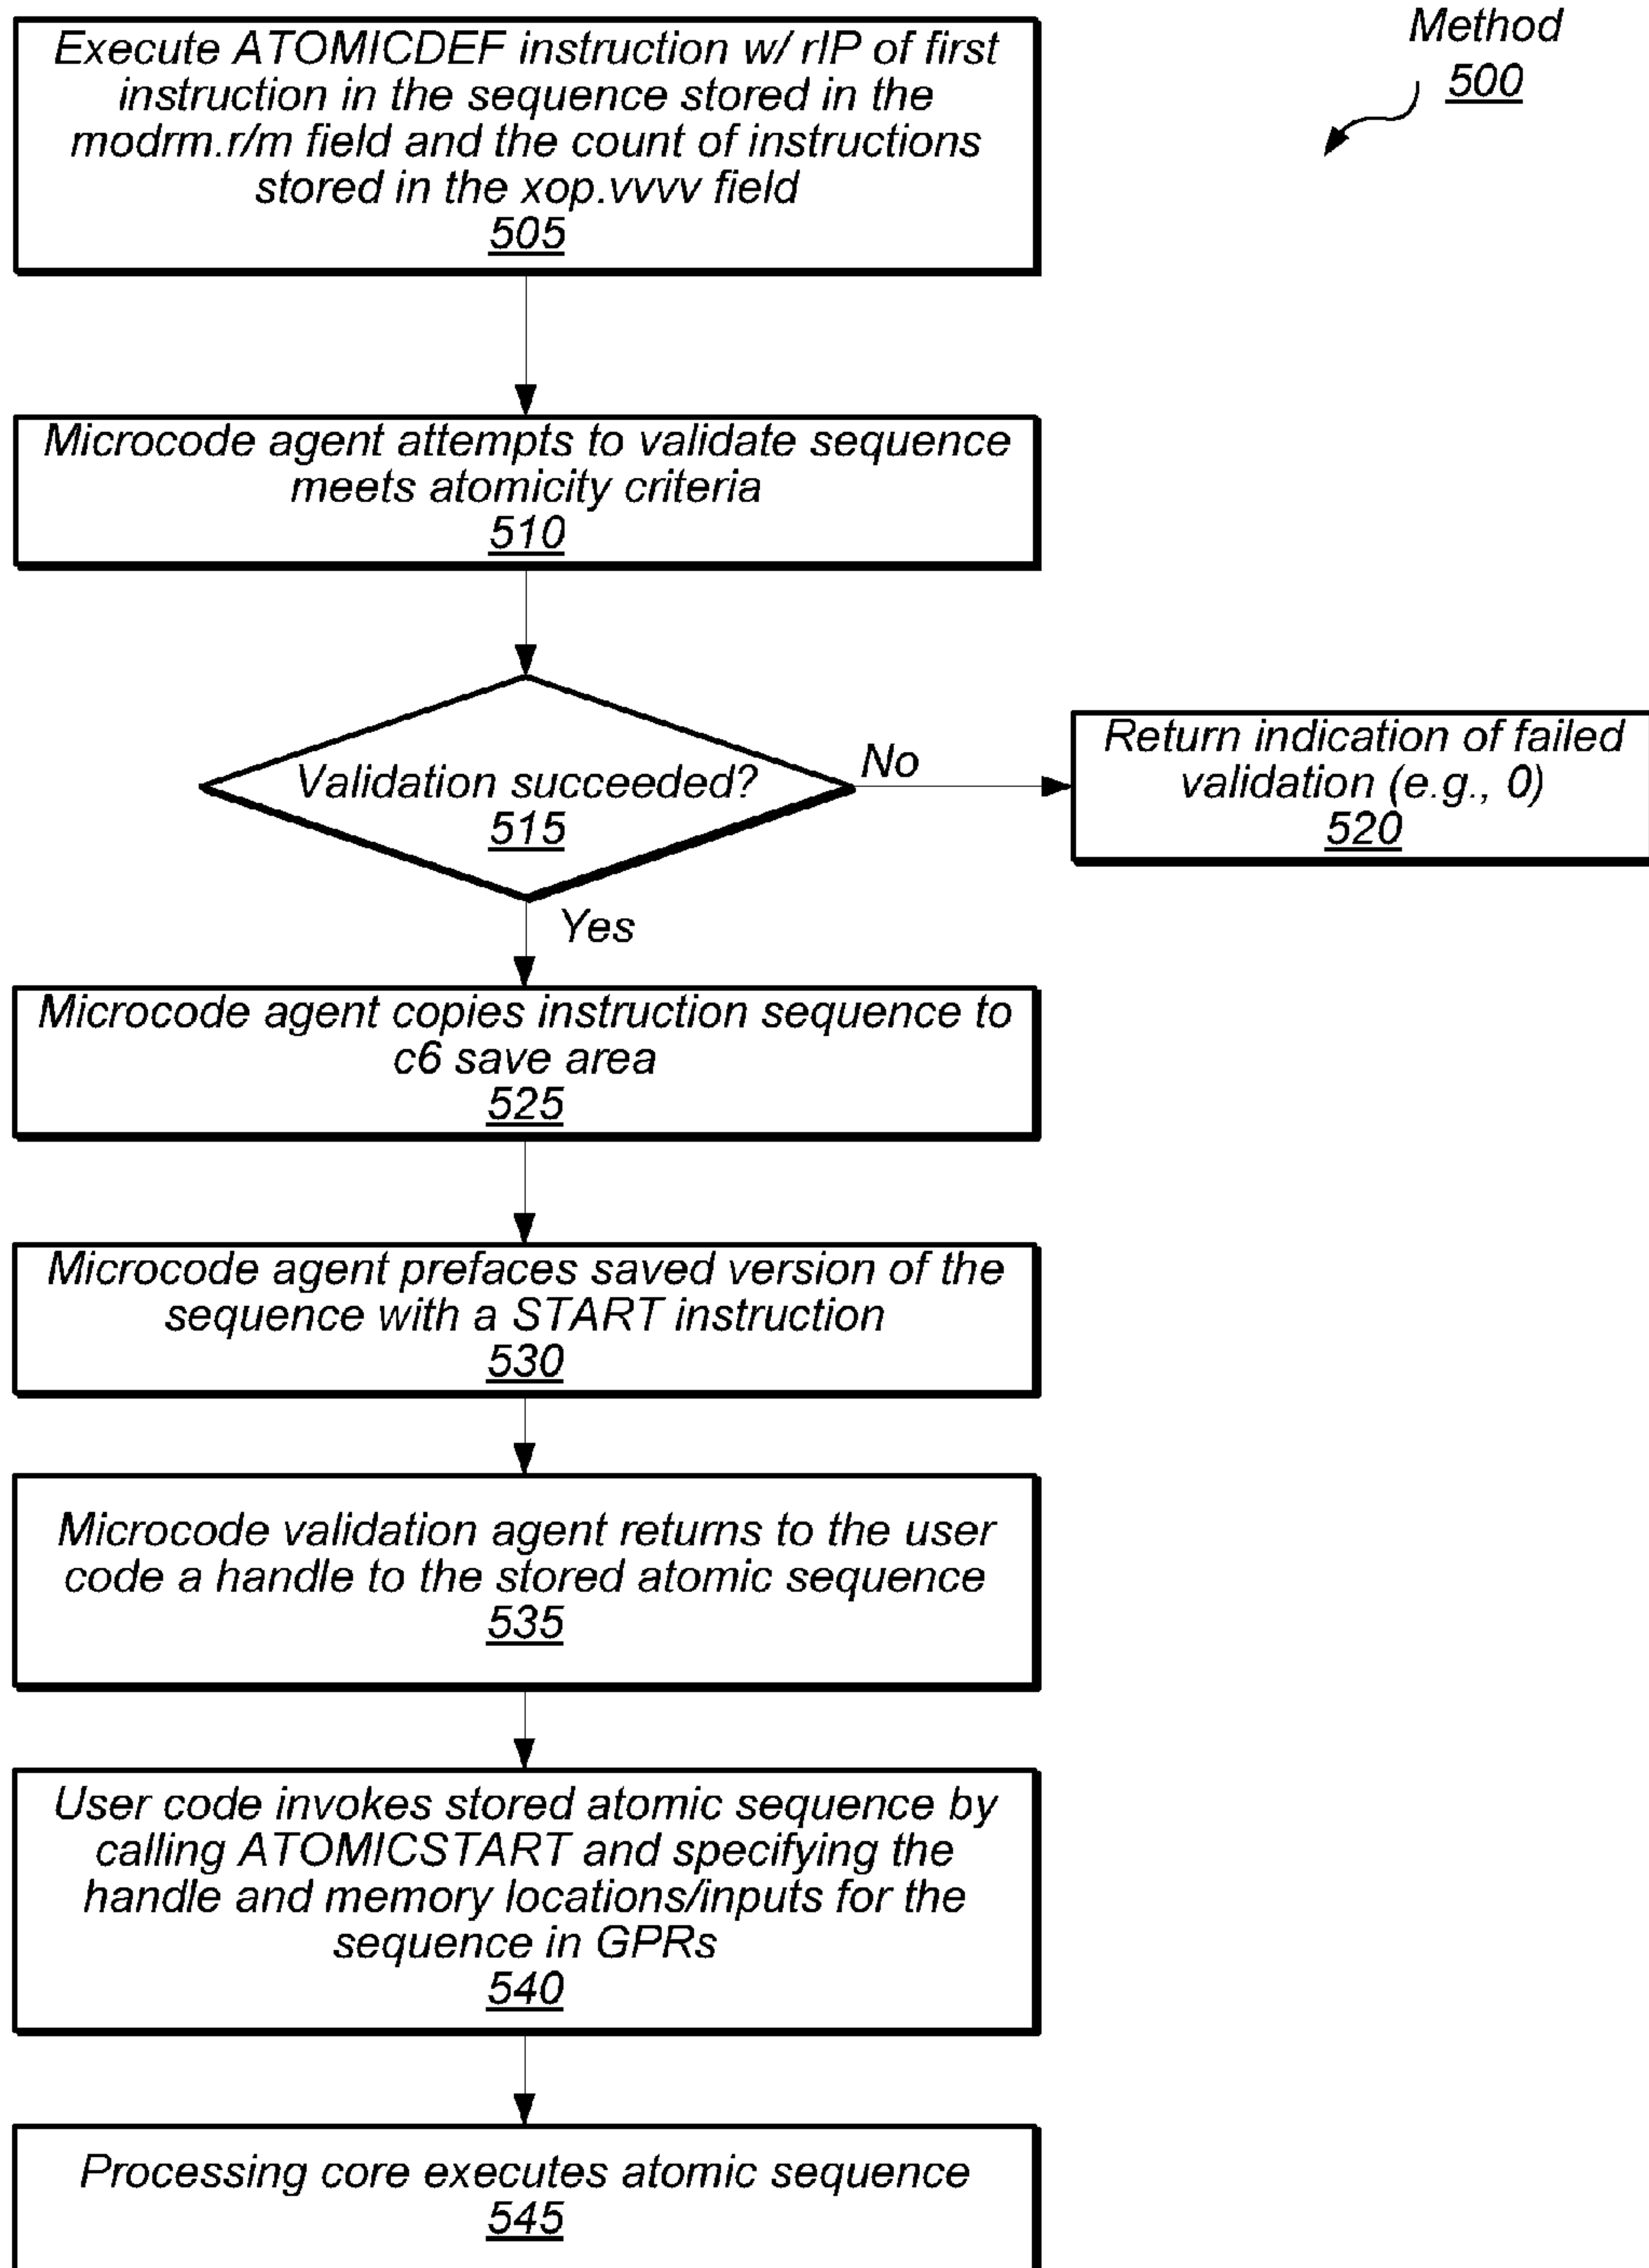 Method
500
Execute ATOMICDEF instruction w/ rIP of first
instruction in the sequence stored in the
modrm.r/m field and the count of instructions
stored in the xop.vvvv field
505
Microcode agent attempts to validate sequence
meets atomicity criteria
510
Validation succeeded?
515
No
Return indication of failed
validation (e.g., 0)
520
Yes
Microcode agent copies instruction sequence to
c6 save area
525
Microcode agent prefaces saved version of the
sequence with a START instruction
530
Microcode validation agent returns to the user
code a handle to the stored atomic sequence
535
User code invokes stored atomic sequence by
calling ATOMICSTART and specifying the
handle and memory locations/inputs for the
sequence in GPRs
540
Processing core executes atomic sequence
545